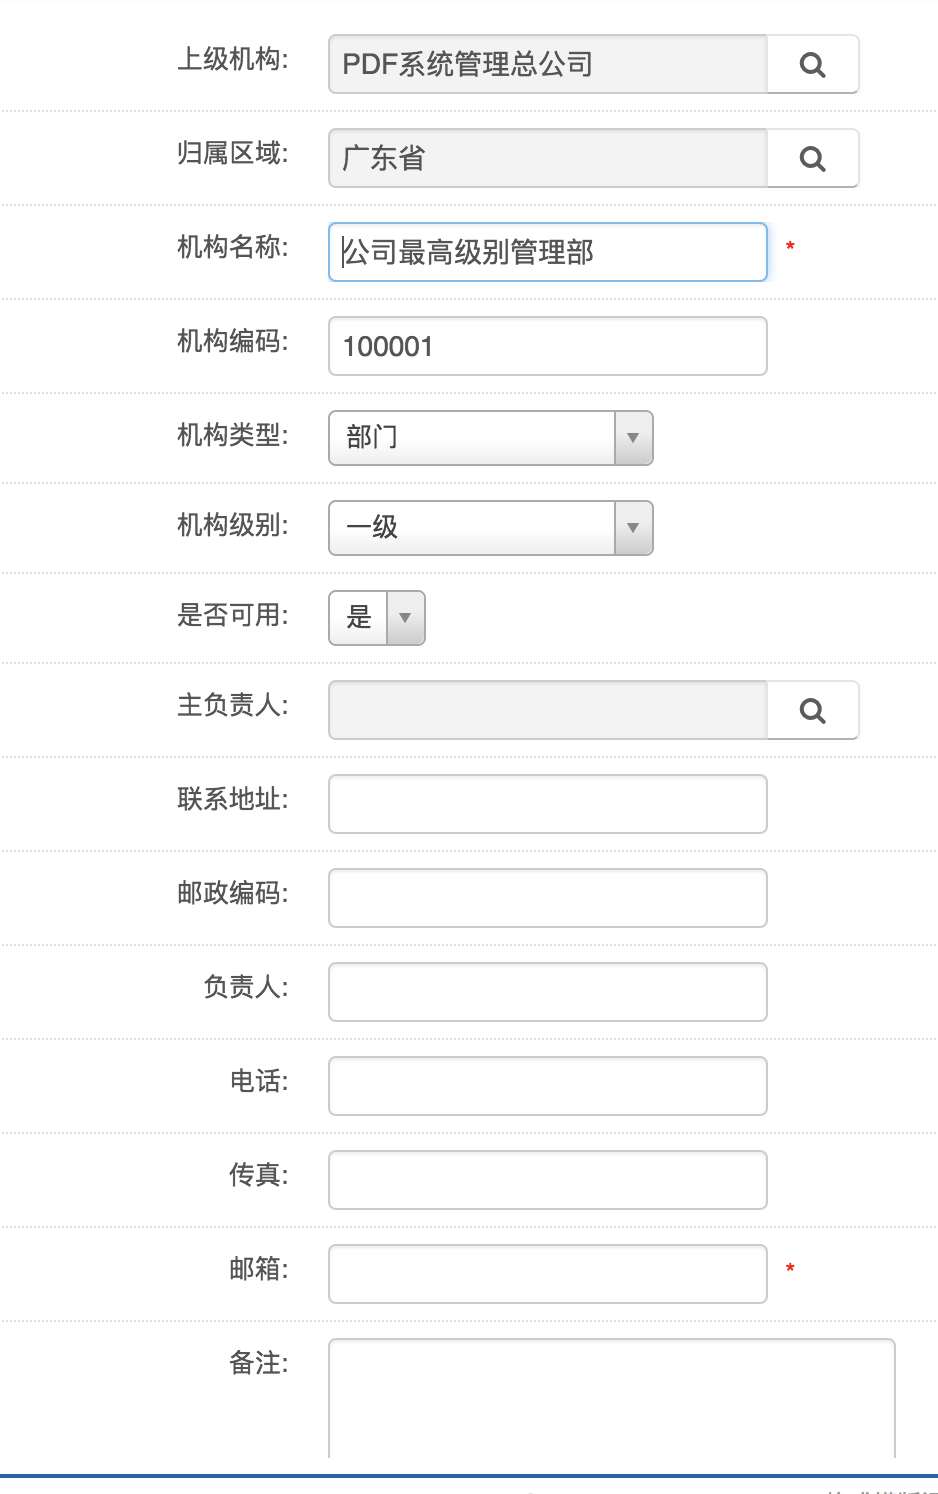 上级机构: PDF系统管理总公司
归属区域: 广东省
机构名称: 公司最高级别管理部 *
机构编码: 100001
机构类型: 部门
机构级别: 一级
是否可用: 是
主负责人:
联系地址:
邮政编码:
负责人:
电话:
传真:
邮箱: *
备注: